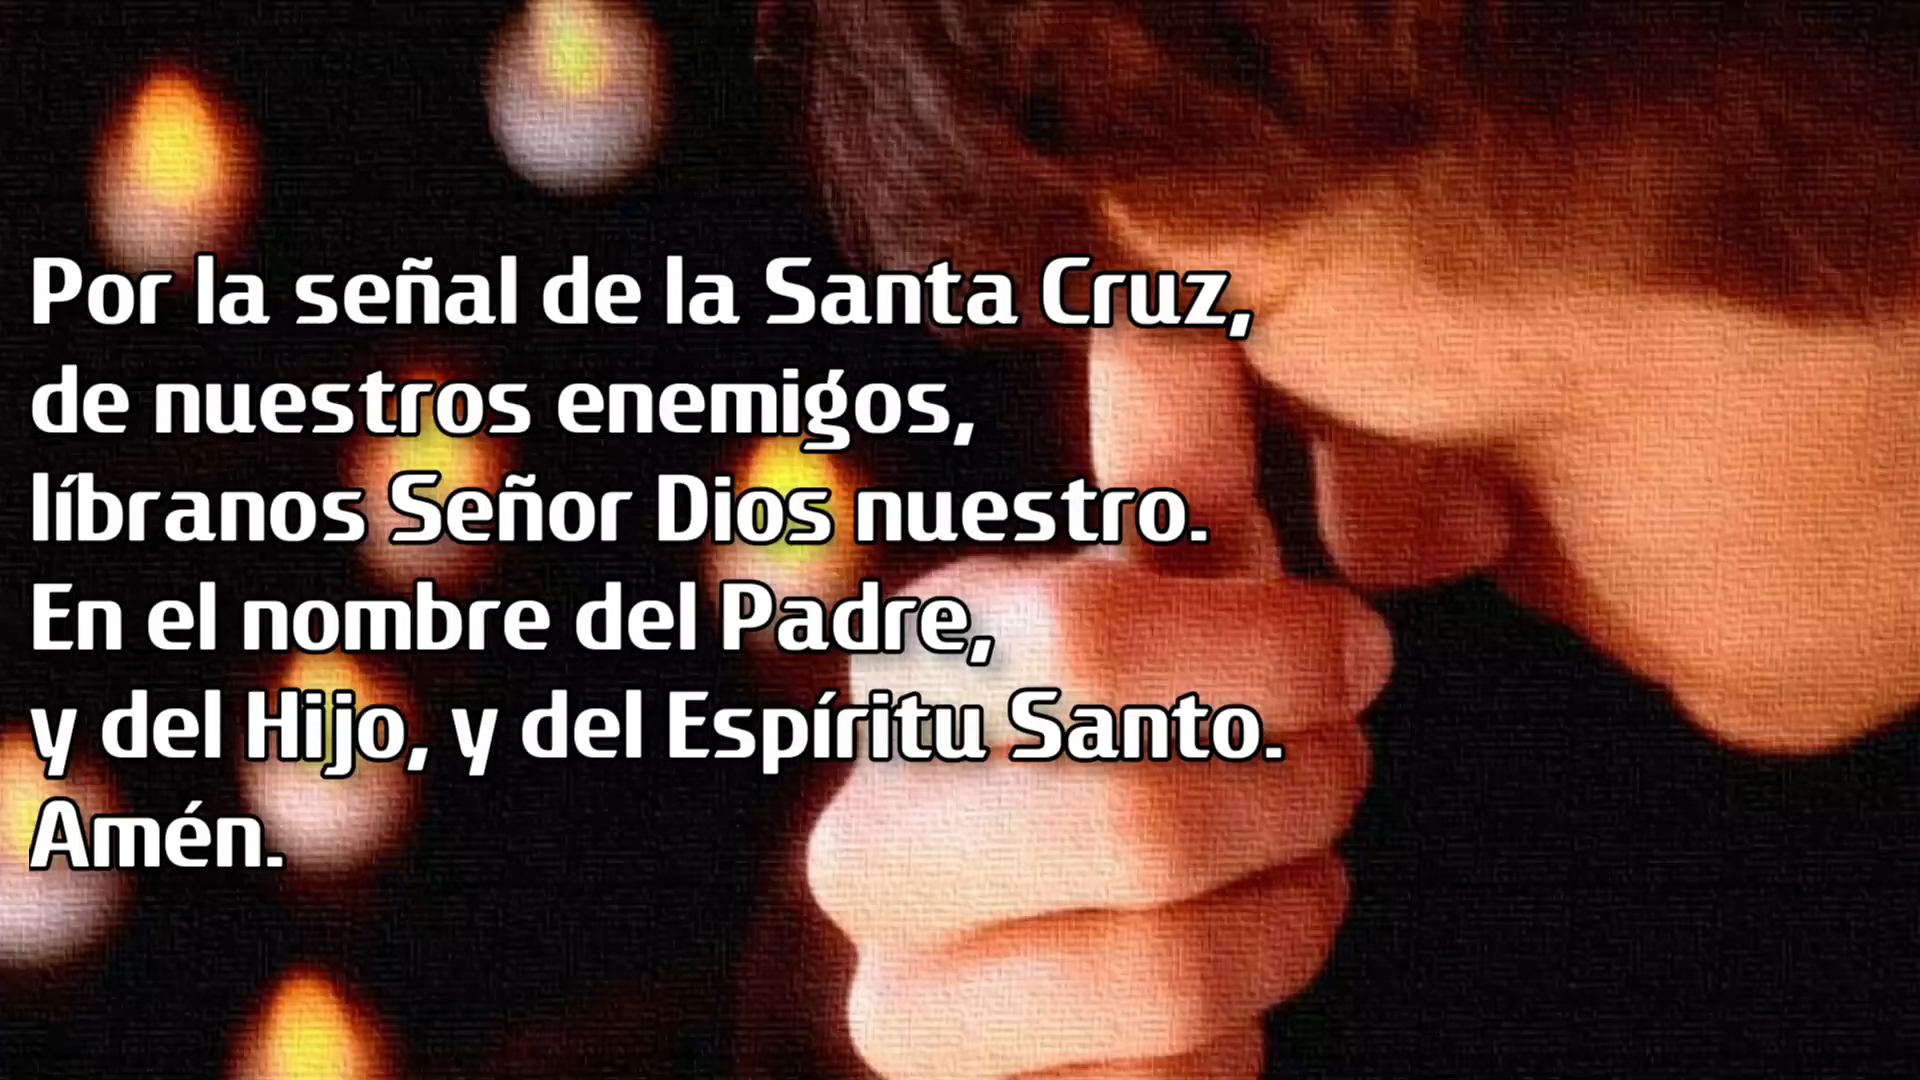 Por la señal de la Santa Cruz,
de nuestros enemigos,
líbranos Señor Dios nuestro.
En el nombre del Padre,
y del Hijo, y del Espíritu Santo.
Amén.